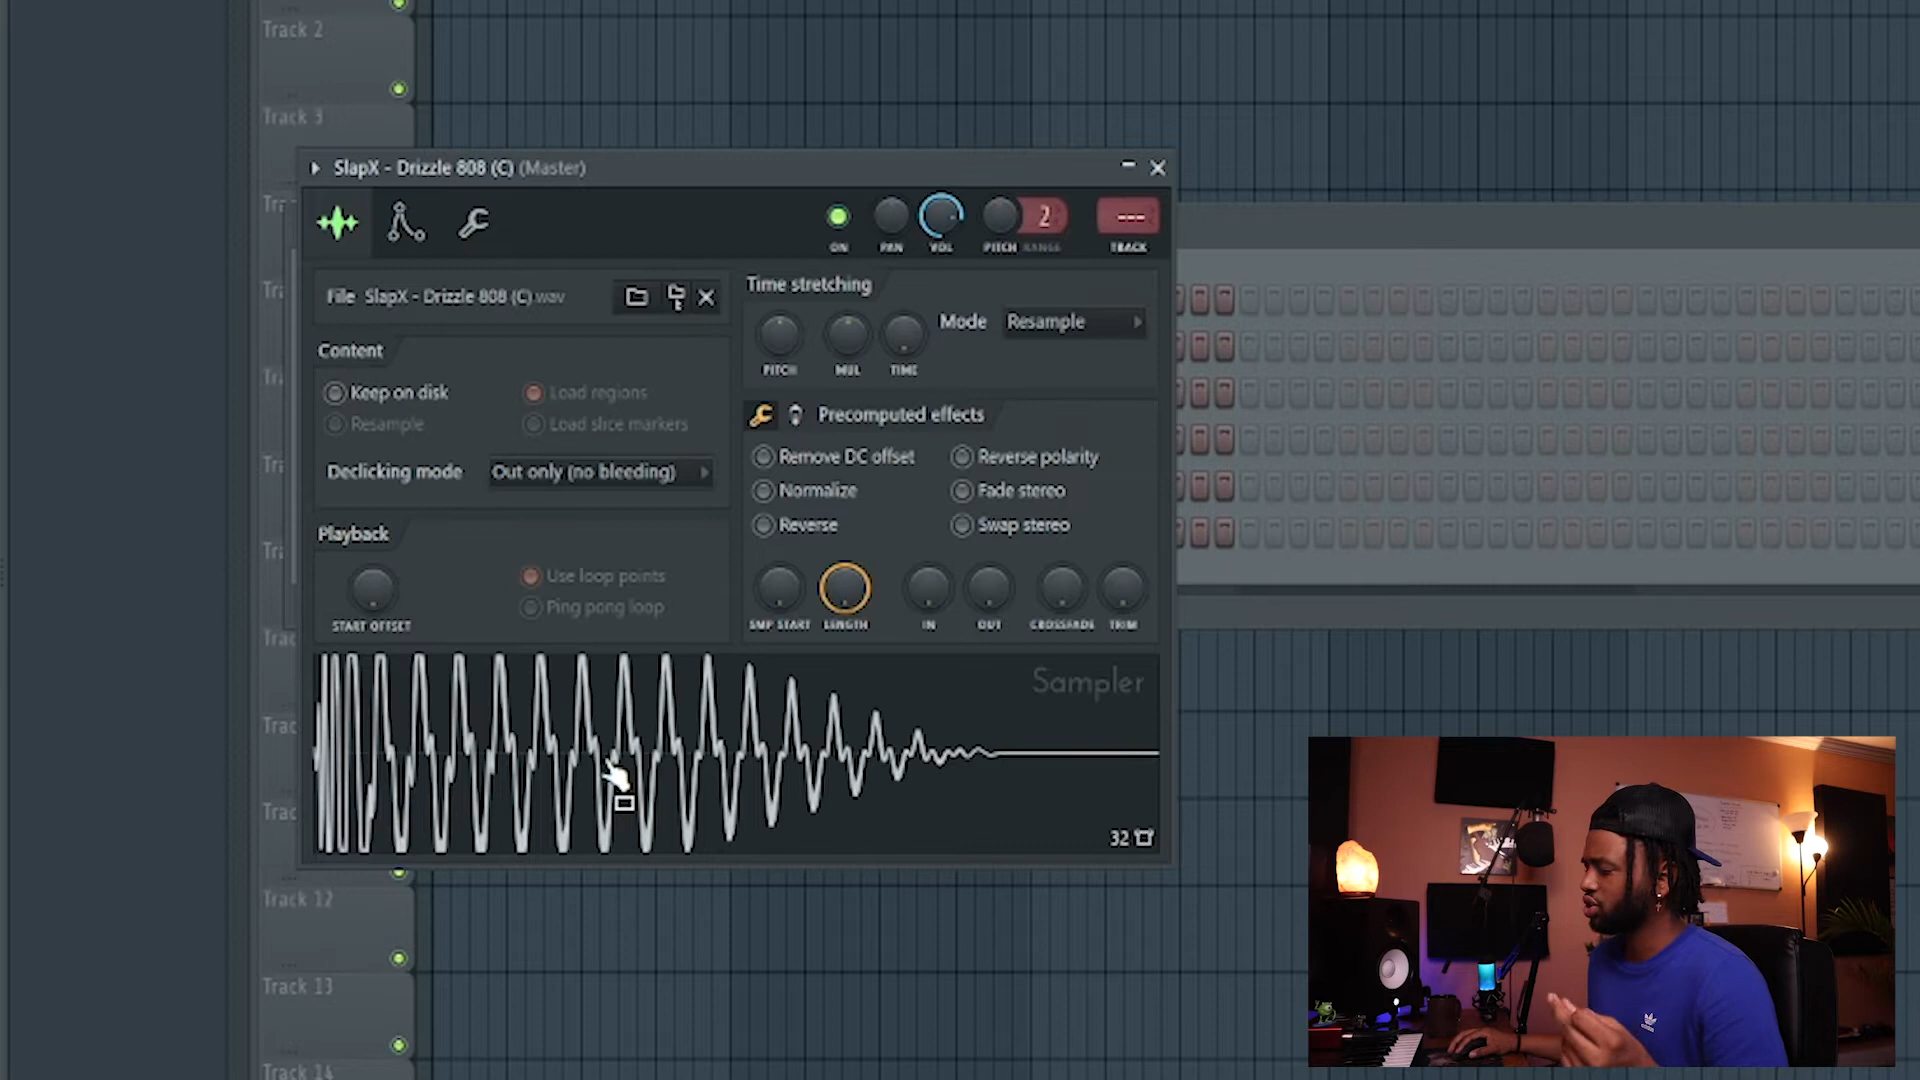 Track 2
Track 3
SlapX - Drizzle 808 (C) (Master)
2
---
ON
PAN
VOL
PITCH
RANGE
TRACK
File SlapX - Drizzle 808 (C).wav
Time stretching
Mode
Resample
PITCH
MUL
TIME
Content
Keep on disk
Load regions
Resample
Load slice markers
Declicking mode
Out only (no bleeding)
Precomputed effects
Remove DC offset
Reverse polarity
Normalize
Fade stereo
Reverse
Swap stereo
Playback
Use loop points
Ping pong loop
START OFFSET
SMP START
LENGTH
IN
OUT
CROSSFADE
TRIM
Sampler
32
Track 12
Track 13
Track 14